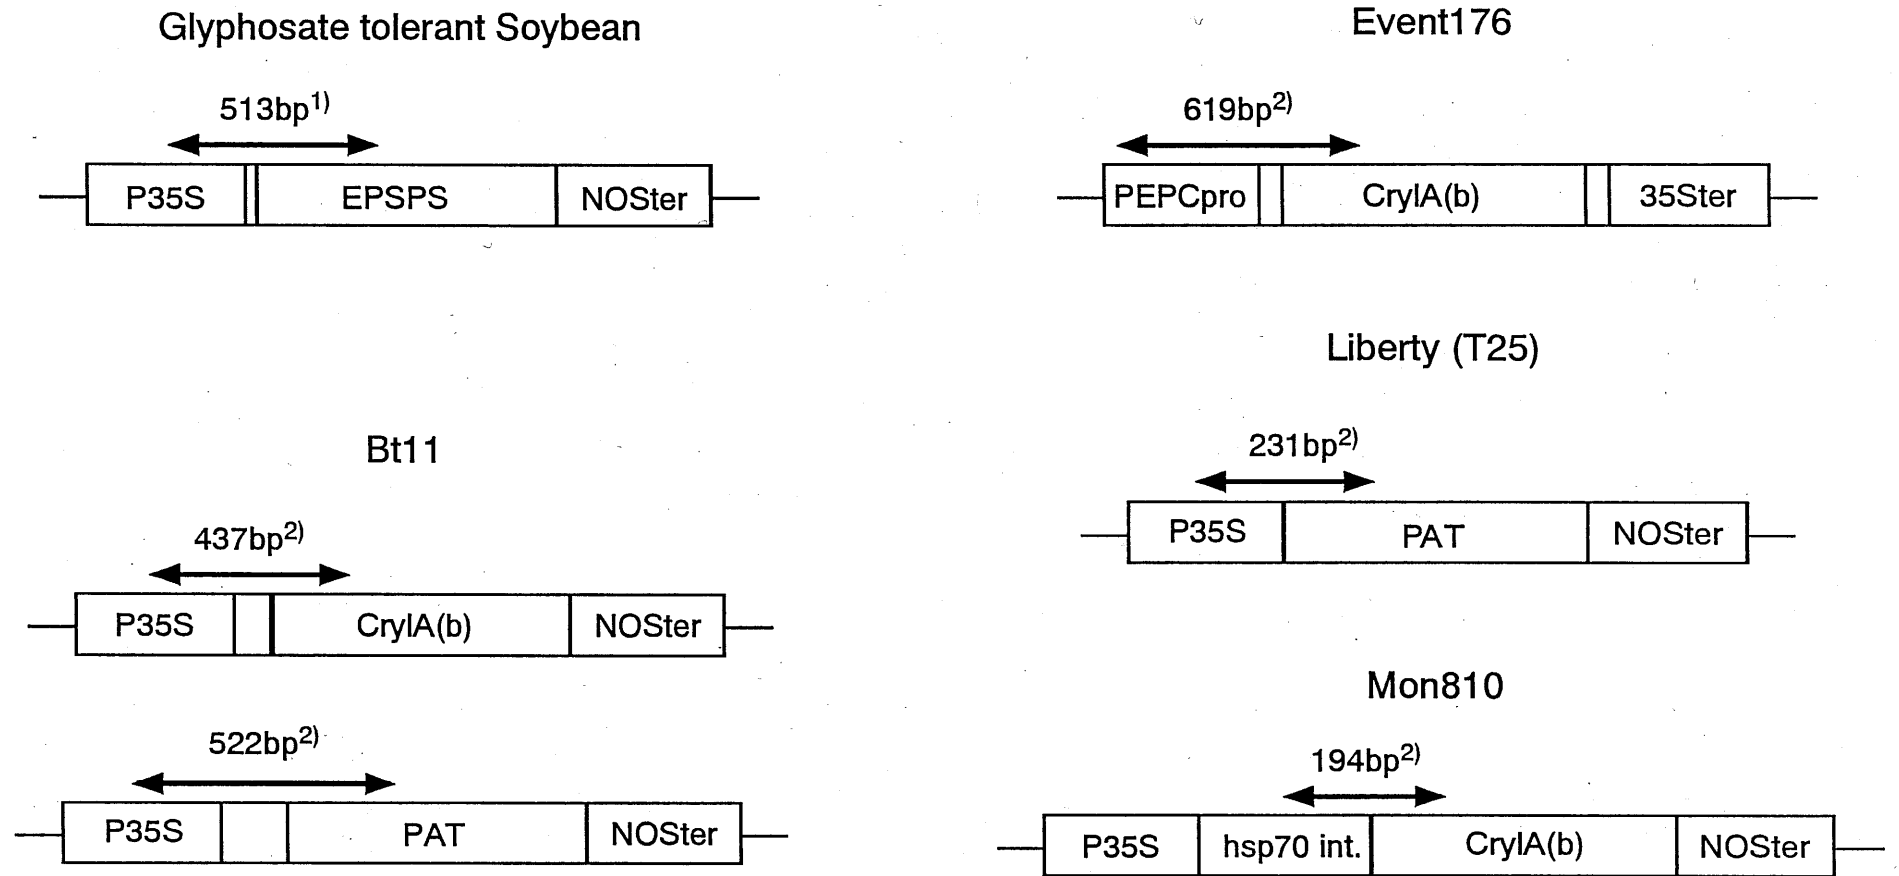 Glyphosate tolerant Soybean
513bp1)
P35S EPSPS NOSter
Bt11
437bp2)
P35S CryIA(b) NOSter
522bp2)
P35S PAT NOSter
Event176
619bp2)
PEPCpro CryIA(b) 35Ster
Liberty (T25)
231bp2)
P35S PAT NOSter
Mon810
194bp2)
P35S hsp70 int. CryIA(b) NOSter